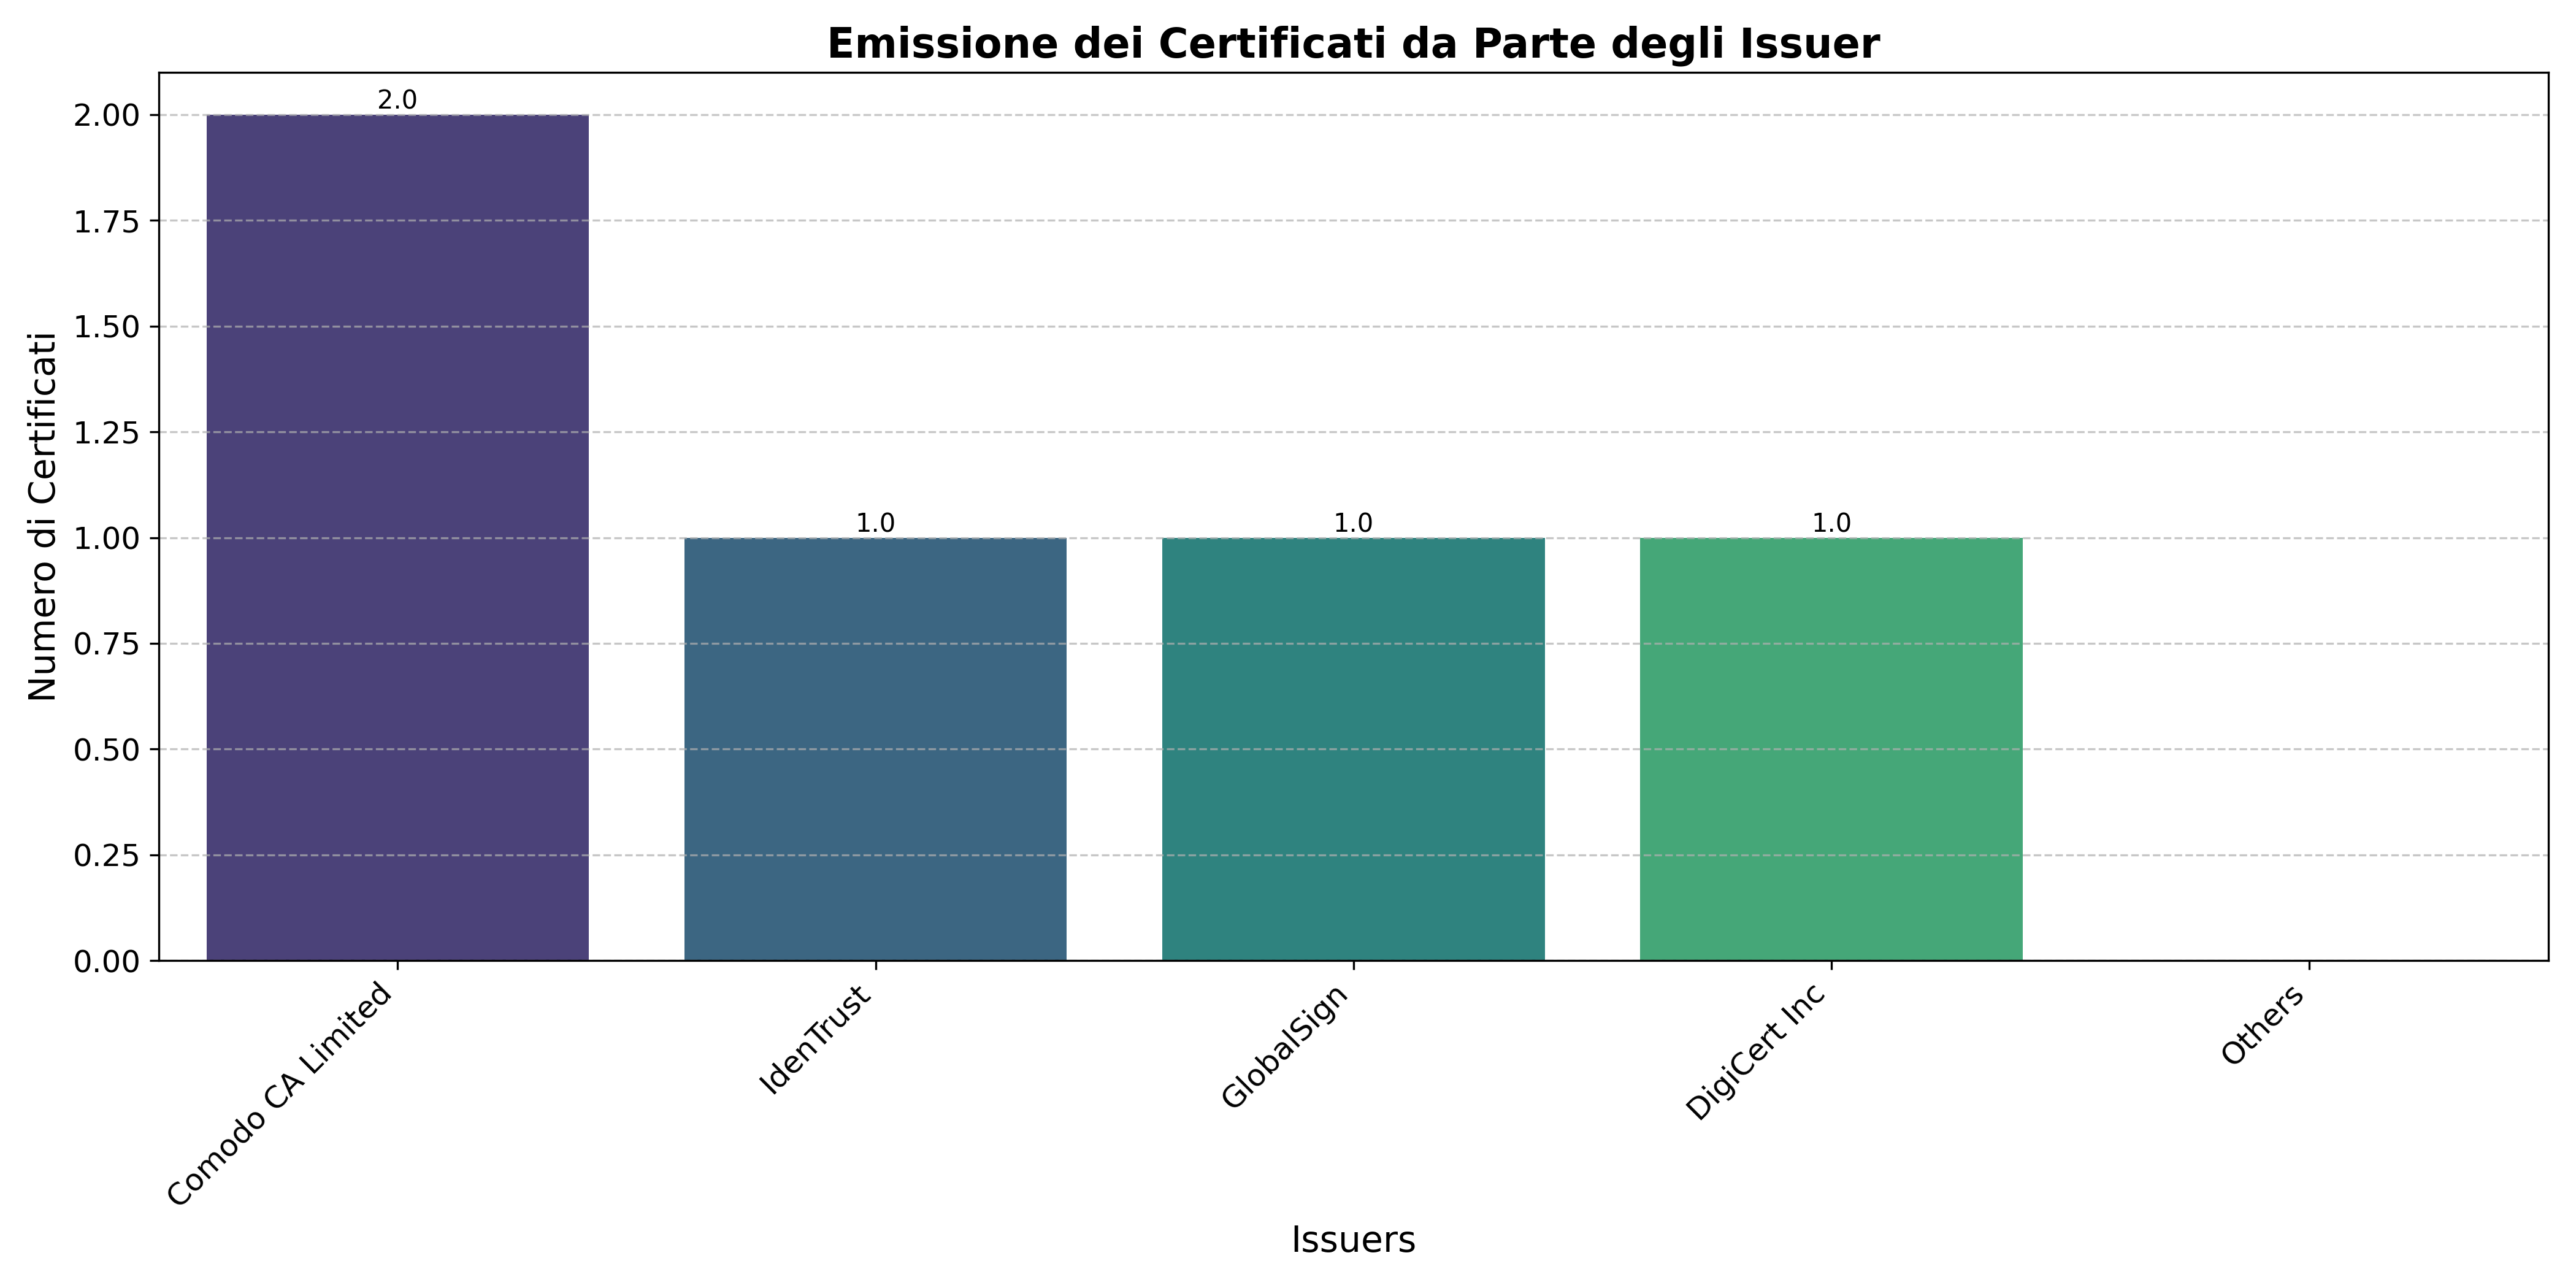 Emissione dei Certificati da Parte degli Issuer
Numero di Certificati
2.00
1.75
1.50
1.25
1.00
0.75
0.50
0.25
0.00
2.0
1.0
1.0
1.0
Comodo CA Limited
IdenTrust
GlobalSign
DigiCert Inc
Others
Issuers